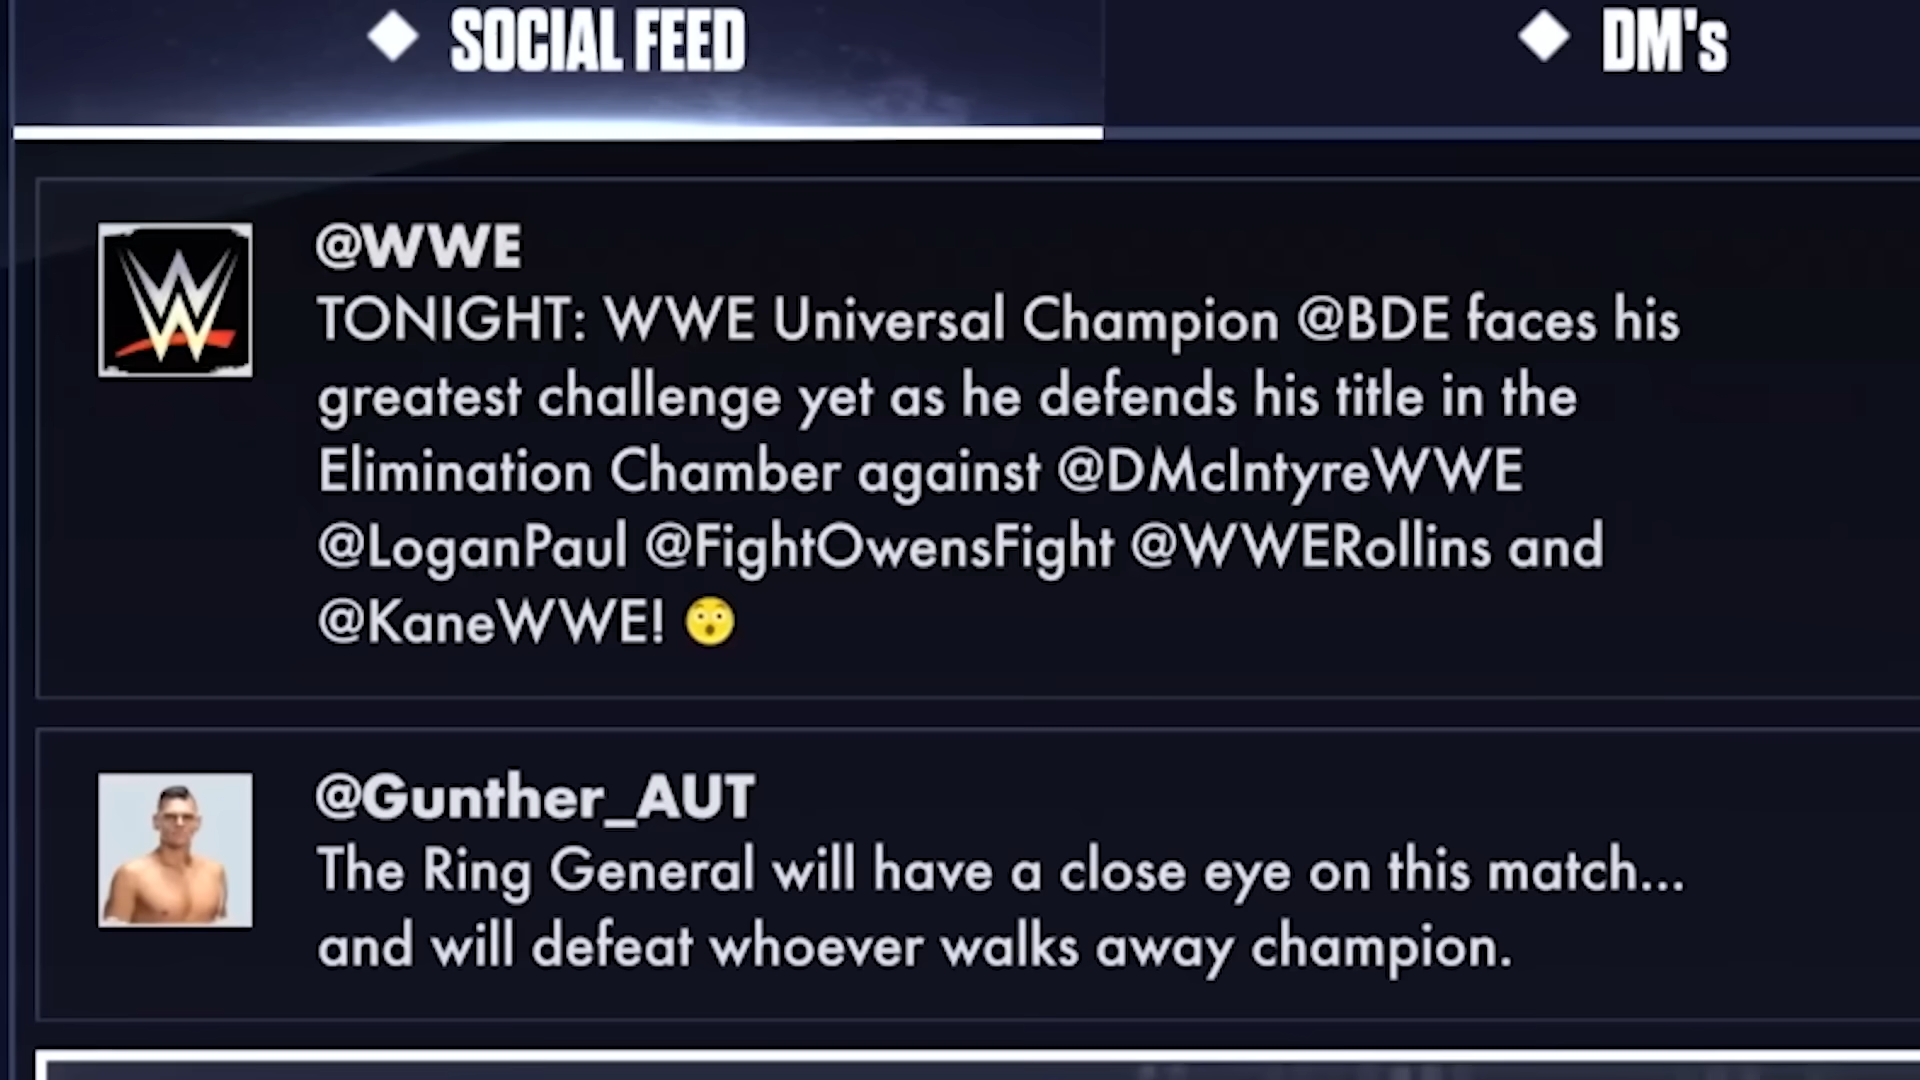 SOCIAL FEED
DM's
@WWE
TONIGHT: WWE Universal Champion @BDE faces his
greatest challenge yet as he defends his title in the
Elimination Chamber against @DMcIntyreWWE
@LoganPaul @FightOwensFight @WWERollins and
@KaneWWE! 😲
@Gunther_AUT
The Ring General will have a close eye on this match...
and will defeat whoever walks away champion.